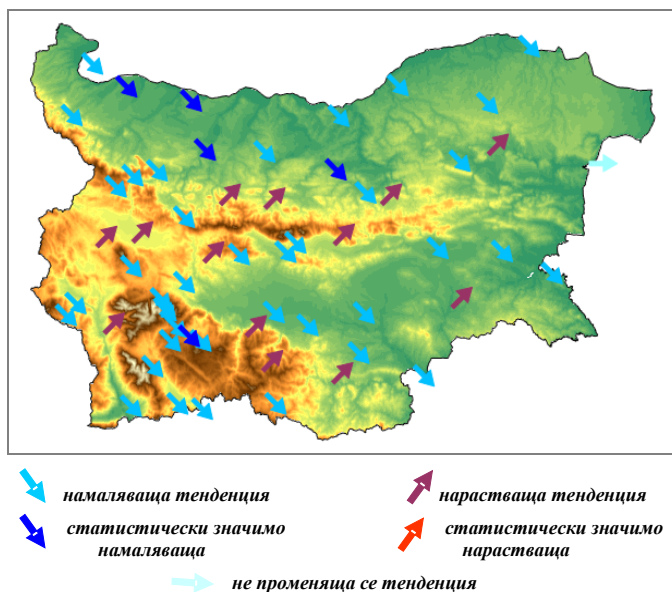 намаляваща тенденция
нарастваща тенденция
статистически значимо
намаляваща
статистически значимо
нарастваща
не променяща се тенденция